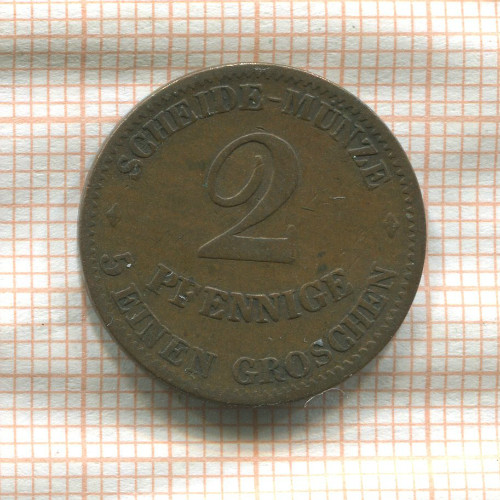 SCHEIDE-MÜNZE
2
PFENNIGE
5 EINEN GROSCHEN